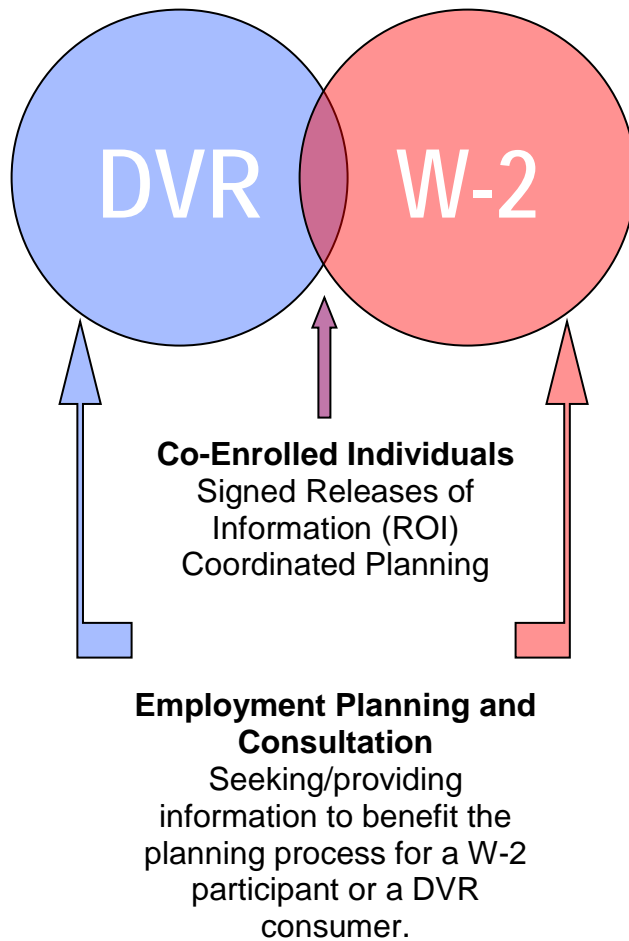 DVR W-2
Co-Enrolled Individuals
Signed Releases of
Information (ROI)
Coordinated Planning
Employment Planning and
Consultation
Seeking/providing
information to benefit the
planning process for a W-2
participant or a DVR
consumer.